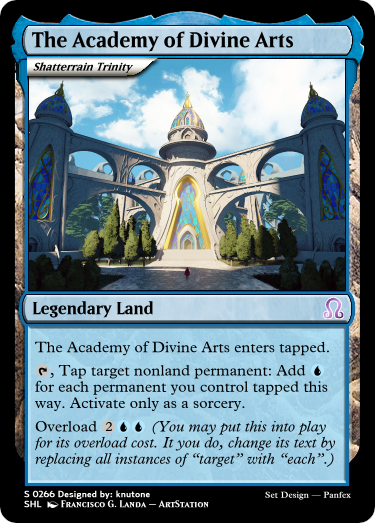 The Academy of Divine Arts
Shatterrain Trinity
Legendary Land
The Academy of Divine Arts enters tapped.
, Tap target nonland permanent: Add
for each permanent you control tapped
this way. Activate only as a sorcery.
Overload 2 (You may put this into play
for its overload cost. It you do, change its text by
replacing all instances of “target” with “each”.)
S 0266 Designed by: knutone
SHL Francisco G. Landa — ArtStation
Set Design — Panfex